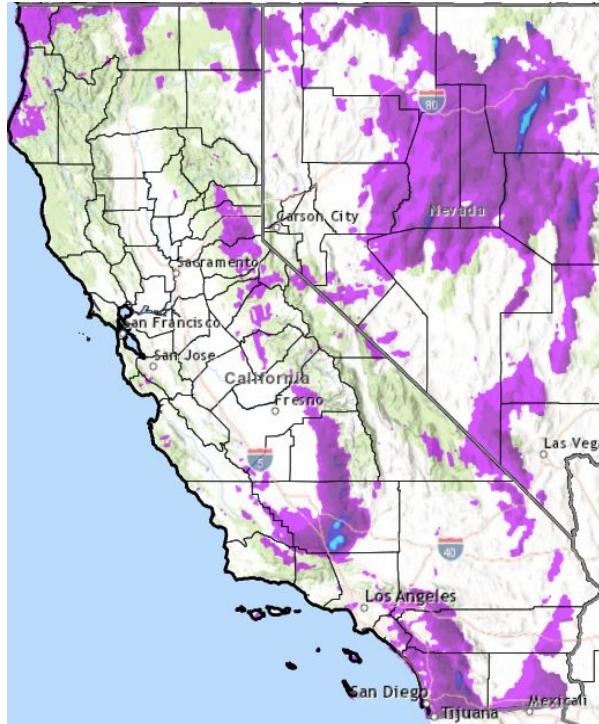 80
Nevada
Carson City
Sacramento
San Francisco
San Jose
California
Fresno
5
Las Vega
40
Los Angeles
San Diego
Tijuana
Mexicali